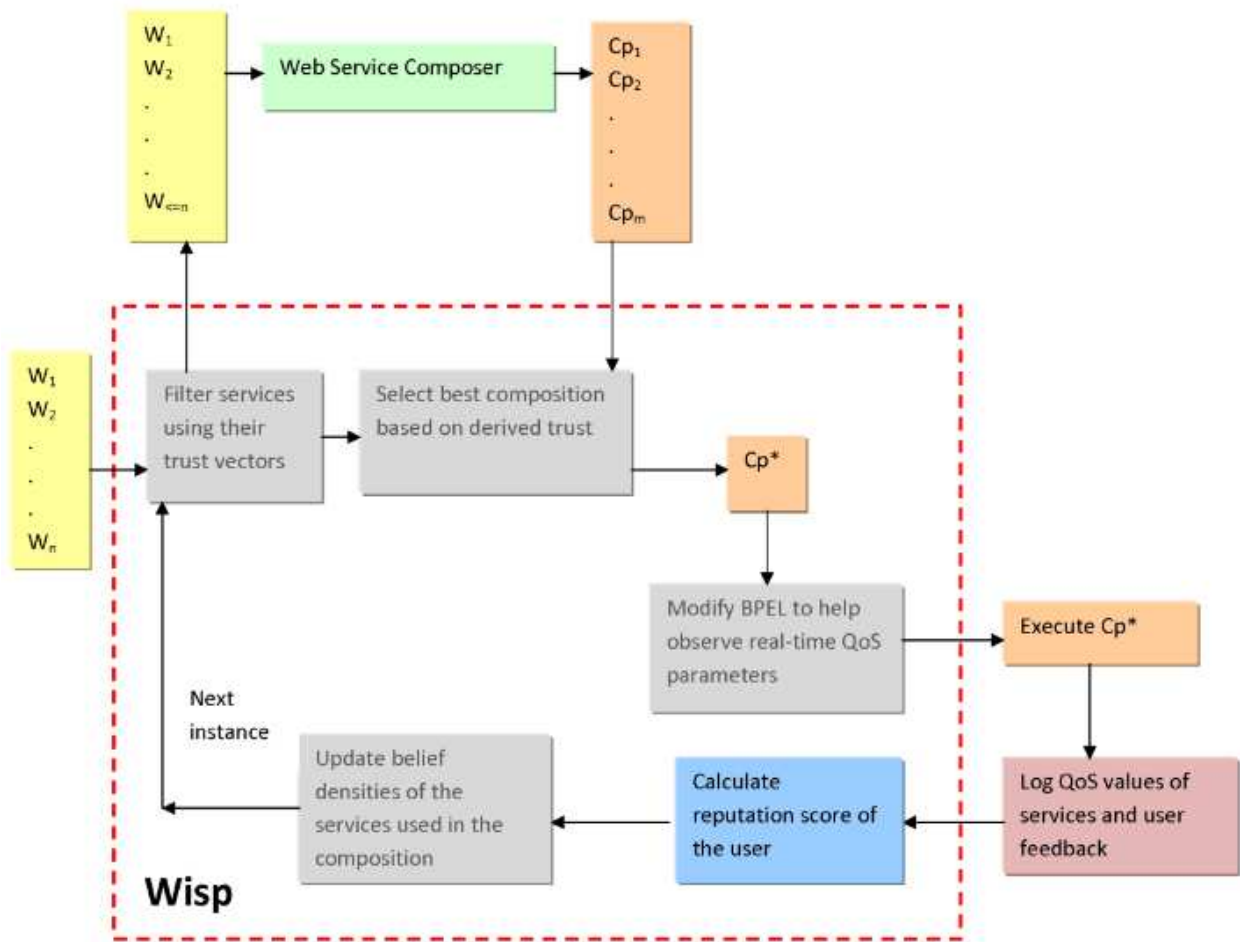 W₁
W₂
.
.
.
W<=n
Web Service Composer
Cp₁
Cp₂
.
.
.
Cpₘ
W₁
W₂
.
.
.
Wₙ
Filter services
using their
trust vectors
Select best composition
based on derived trust
Cp*
Modify BPEL to help
observe real-time QoS
parameters
Execute Cp*
Next
instance
Update belief
densities of the
services used in the
composition
Calculate
reputation score of
the user
Log QoS values of
services and user
feedback
Wisp